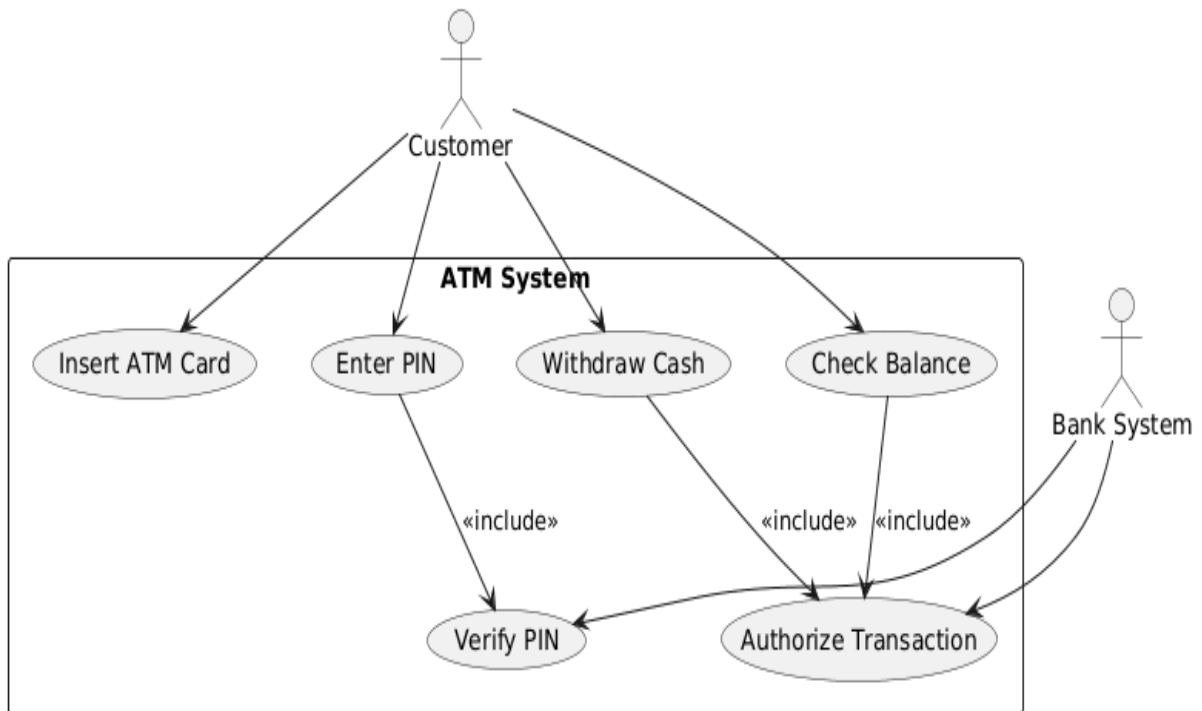 Customer
ATM System
Insert ATM Card
Enter PIN
Withdraw Cash
Check Balance
Bank System
«include»
«include»
«include»
Verify PIN
Authorize Transaction